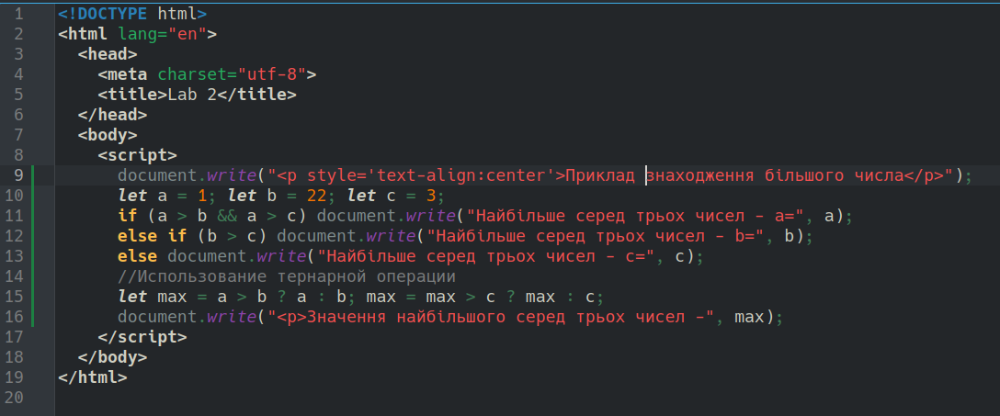 1 <!DOCTYPE html>
2 <html lang="en">
3   <head>
4     <meta charset="utf-8">
5     <title>Lab 2</title>
6   </head>
7   <body>
8     <script>
9       document.write("<p style='text-align:center'>Приклад знаходження більшого числа</p>");
10       let a = 1; let b = 22; let c = 3;
11       if (a > b && a > c) document.write("Найбільше серед трьох чисел - a=", a);
12       else if (b > c) document.write("Найбільше серед трьох чисел - b=", b);
13       else document.write("Найбільше серед трьох чисел - c=", c);
14       //Использование тернарной операции
15       let max = a > b ? a : b; max = max > c ? max : c;
16       document.write("<p>Значення найбільшого серед трьох чисел -", max);
17     </script>
18   </body>
19 </html>
20